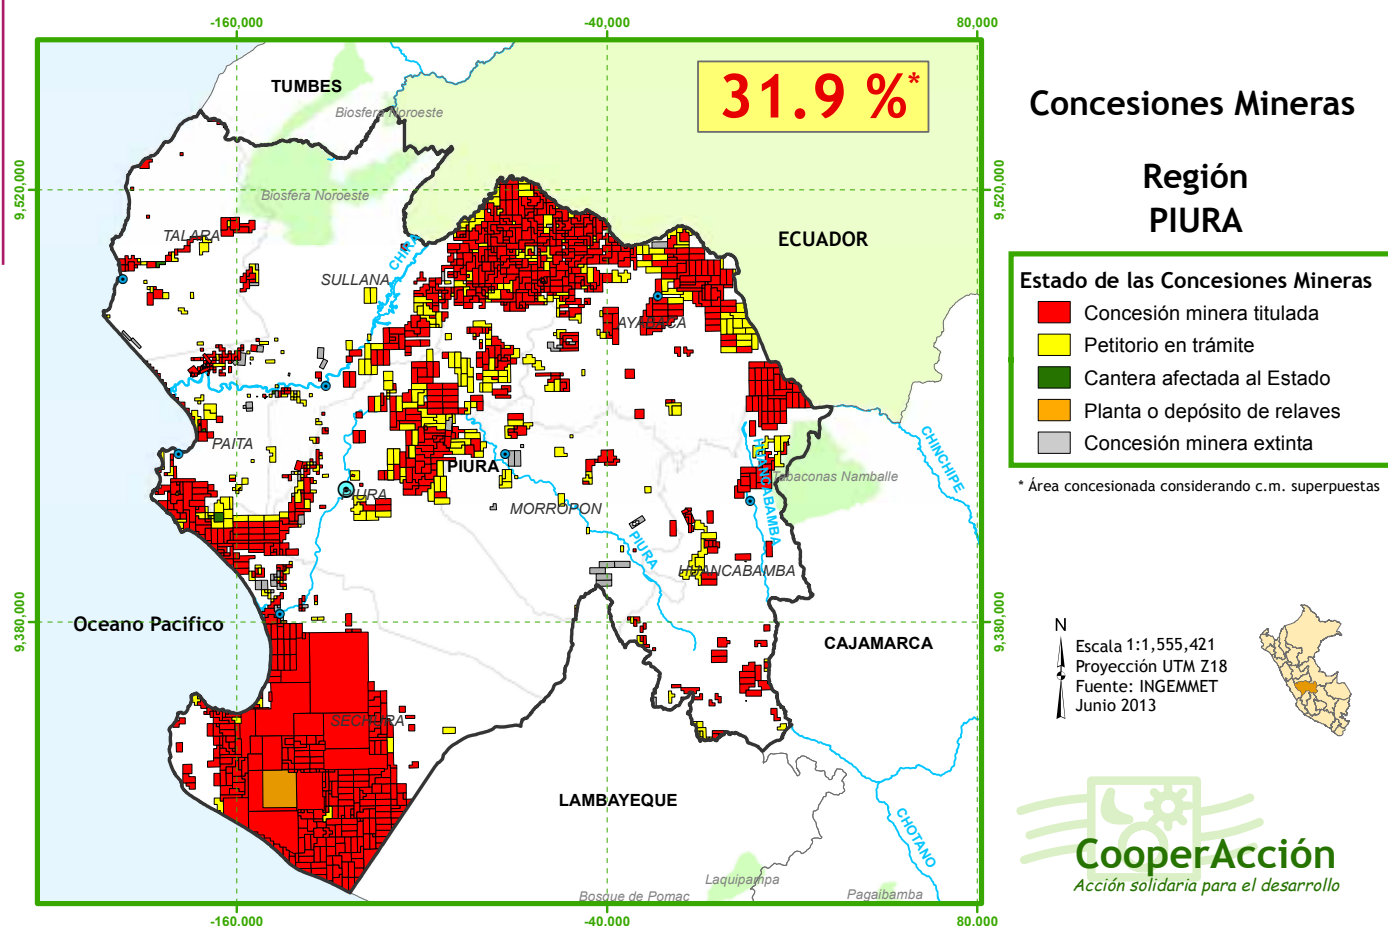 -160,000
-40,000
80,000
9,520,000
9,520,000
9,380,000
9,380,000
TUMBES
Biosfera Noroeste
31.9 %*
Biosfera Noroeste
TALARA
ECUADOR
CHIRA
SULLANA
AYABACA
PAITA
PIURA
PIURA
CHINCHIPE
HUANCABAMBA
Tabaconas Namballe
MORROPON
PIURA
HUANCABAMBA
Oceano Pacifico
CAJAMARCA
SECHURA
LAMBAYEQUE
CHOTANO
Laquipampa
Bosque de Pomac
Pagaibamba
-160,000
-40,000
80,000
Concesiones Mineras
Región
PIURA
Estado de las Concesiones Mineras
Concesión minera titulada
Petitorio en trámite
Cantera afectada al Estado
Planta o depósito de relaves
Concesión minera extinta
* Área concesionada considerando c.m. superpuestas
N
Escala 1:1,555,421
Proyección UTM Z18
Fuente: INGEMMET
Junio 2013
CooperAcción
Acción solidaria para el desarrollo